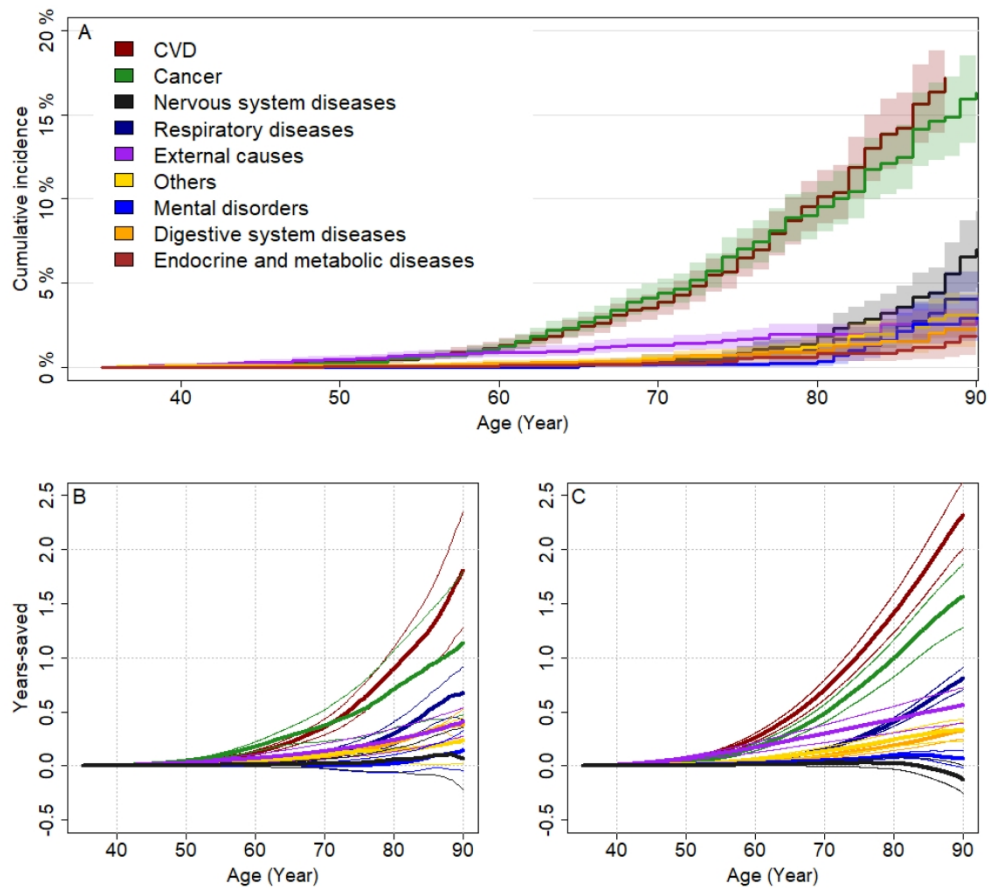 A
CVD
Cancer
Nervous system diseases
Respiratory diseases
External causes
Others
Mental disorders
Digestive system diseases
Endocrine and metabolic diseases
Cumulative incidence
20 %
15 %
10 %
5 %
0 %
40 50 60 70 80 90
Age (Year)
B
Years-saved
2.5
2.0
1.5
1.0
0.5
0.0
-0.5
40 50 60 70 80 90
Age (Year)
C
2.5
2.0
1.5
1.0
0.5
0.0
-0.5
40 50 60 70 80 90
Age (Year)